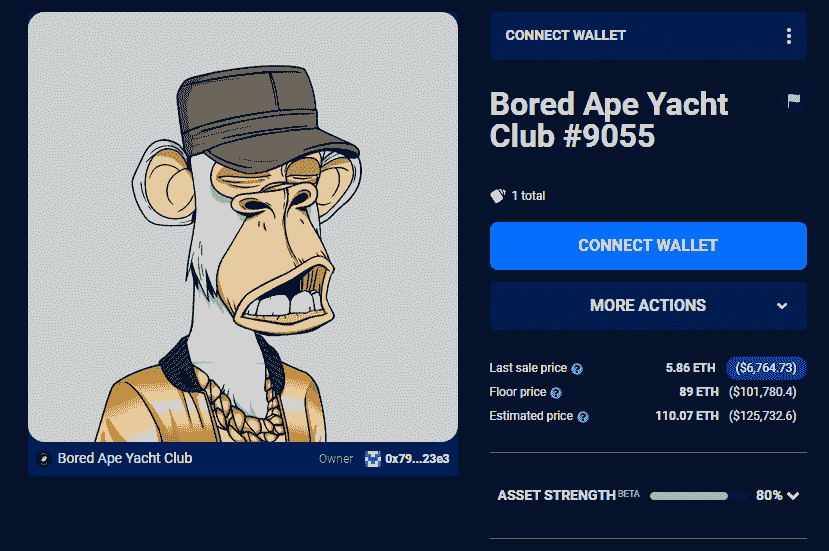 CONNECT WALLET
Bored Ape Yacht
Club #9055
1 total
CONNECT WALLET
MORE ACTIONS
Last sale price 5.86 ETH ($6,764.73)
Floor price 89 ETH ($101,780.4)
Estimated price 110.07 ETH ($125,732.6)
Bored Ape Yacht Club Owner 0x79...23e3
ASSET STRENGTH BETA 80%